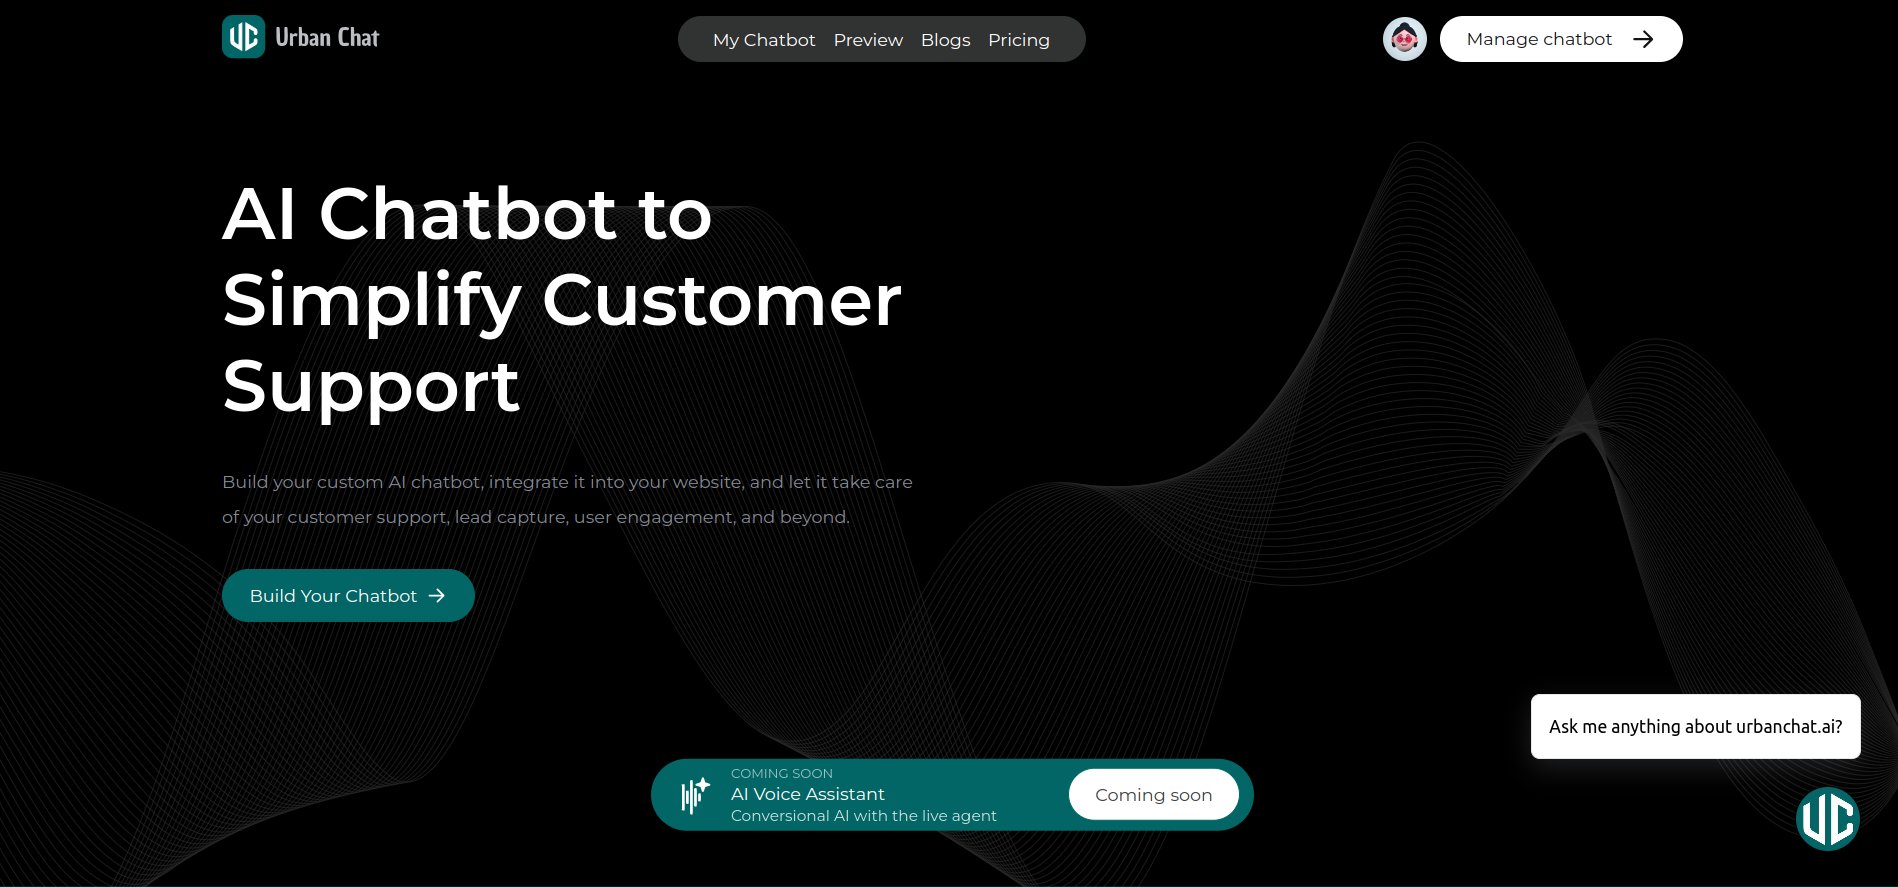 UC Urban Chat
My Chatbot Preview Blogs Pricing
Manage chatbot
AI Chatbot to
Simplify Customer
Support
Build your custom AI chatbot, integrate it into your website, and let it take care
of your customer support, lead capture, user engagement, and beyond.
Build Your Chatbot
Ask me anything about urbanchat.ai?
COMING SOON
AI Voice Assistant
Conversional AI with the live agent
Coming soon
UC